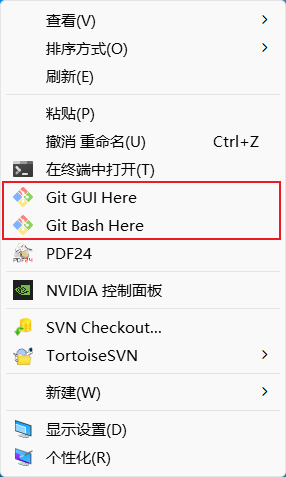 查看(V)
排序方式(O)
刷新(E)
粘贴(P)
撤消 重命名(U) Ctrl+Z
在终端中打开(T)
Git GUI Here
Git Bash Here
PDF24
NVIDIA 控制面板
SVN Checkout...
TortoiseSVN
新建(W)
显示设置(D)
个性化(R)